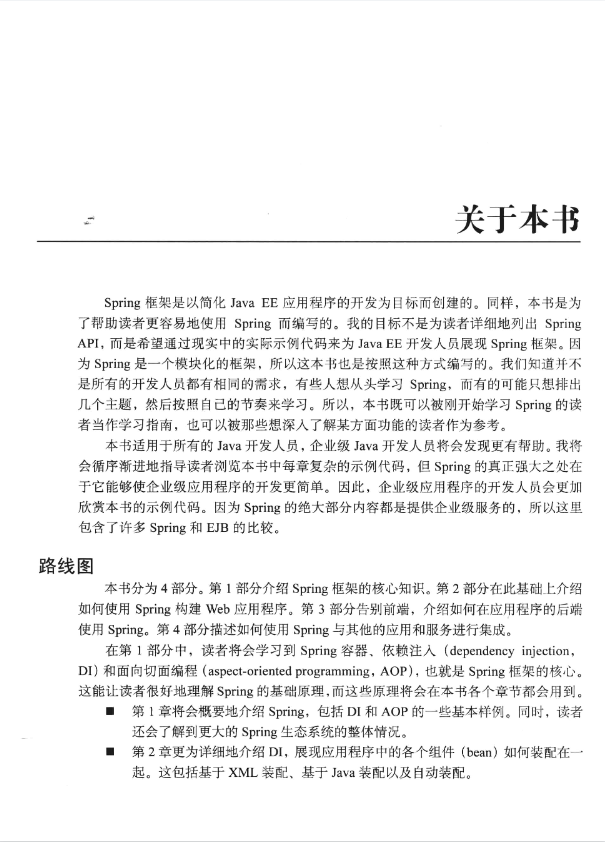 关于本书
Spring 框架是以简化 Java EE 应用程序的开发为目标而创建的。同样，本书是为
了帮助读者更容易地使用 Spring 而编写的。我的目标不是为读者详细地列出 Spring
API，而是希望通过现实中的实际示例代码来为 Java EE 开发人员展现 Spring 框架。因
为 Spring 是一个模块化的框架，所以这本书也是按照这种方式编写的。我们知道并不
是所有的开发人员都有相同的需求，有些人想从头学习 Spring，而有的可能只想排出
几个主题，然后按照自己的节奏来学习。所以，本书既可以被刚开始学习 Spring 的读
者当作学习指南，也可以被那些想深入了解某方面功能的读者作为参考。
本书适用于所有的 Java 开发人员，企业级 Java 开发人员将会发现更有帮助。我将
会循序渐进地指导读者浏览本书中每章复杂的示例代码，但 Spring 的真正强大之处在
于它能够使企业级应用程序的开发更简单。因此，企业级应用程序的开发人员会更加
欣赏本书的示例代码。因为 Spring 的绝大部分内容都是提供企业级服务的，所以这里
包含了许多 Spring 和 EJB 的比较。
路线图
本书分为 4 部分。第 1 部分介绍 Spring 框架的核心知识。第 2 部分在此基础上介绍
如何使用 Spring 构建 Web 应用程序。第 3 部分告别前端，介绍如何在应用程序的后端
使用 Spring。第 4 部分描述如何使用 Spring 与其他的应用和服务进行集成。
在第 1 部分中，读者将会学习到 Spring 容器、依赖注入（dependency injection，
DI）和面向切面编程（aspect-oriented programming，AOP），也就是 Spring 框架的核心。
这能让读者很好地理解 Spring 的基础原理，而这些原理将会在本书各个章节都会用到。
■ 第 1 章将会概要地介绍 Spring，包括 DI 和 AOP 的一些基本样例。同时，读者
还会了解到更大的 Spring 生态系统的整体情况。
■ 第 2 章更为详细地介绍 DI，展现应用程序中的各个组件（bean）如何装配在一
起。这包括基于 XML 装配、基于 Java 装配以及自动装配。